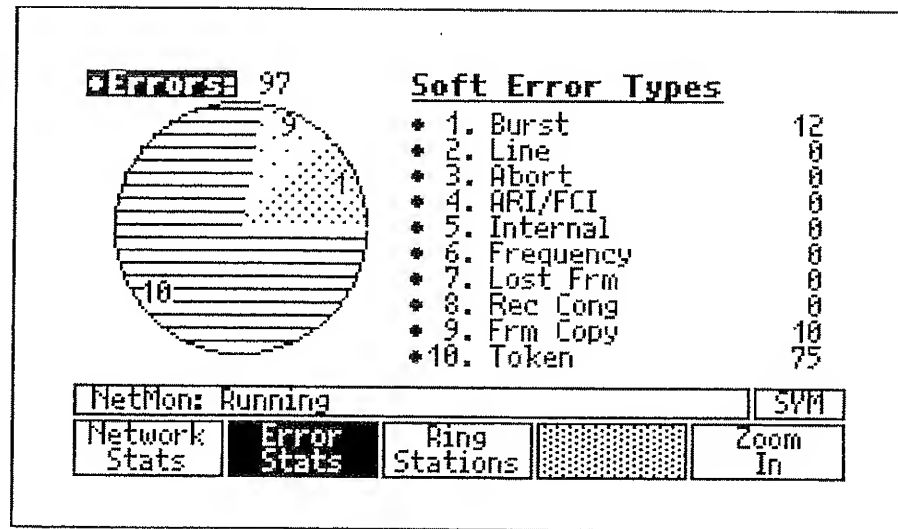 *Errors: 97
Soft Error Types
* 1. Burst 12
* 2. Line 0
* 3. Abort 0
* 4. ARI/FCI 0
* 5. Internal 0
* 6. Frequency 0
* 7. Lost Frm 0
* 8. Rec Cong 0
* 9. Frm Copy 10
*10. Token 75
9
1
10
NetMon: Running
SYM
Network Stats
Error Stats
Ring Stations
Zoom In